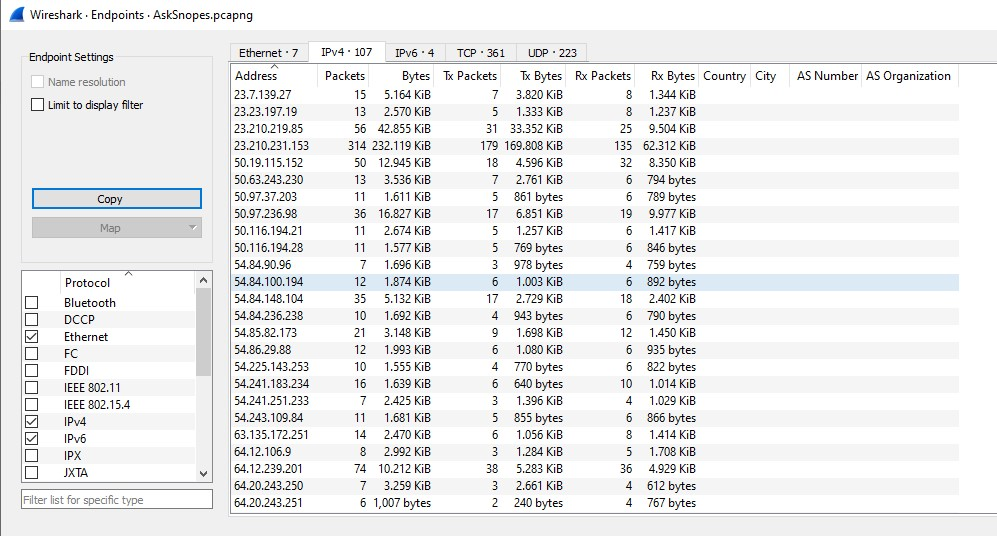 Wireshark · Endpoints · AskSnopes.pcapng
Endpoint Settings
Name resolution
Limit to display filter
Copy
Map
Protocol
Bluetooth
DCCP
Ethernet
FC
FDDI
IEEE 802.11
IEEE 802.15.4
IPv4
IPv6
IPX
JXTA
Filter list for specific type
Ethernet · 7 IPv4 · 107 IPv6 · 4 TCP · 361 UDP · 223
Address Packets Bytes Tx Packets Tx Bytes Rx Packets Rx Bytes Country City AS Number AS Organization
23.7.139.27 15 5.164 KiB 7 3.820 KiB 8 1.344 KiB
23.23.197.19 13 2.570 KiB 5 1.333 KiB 8 1.237 KiB
23.210.219.85 56 42.855 KiB 31 33.352 KiB 25 9.504 KiB
23.210.231.153 314 232.119 KiB 179 169.808 KiB 135 62.312 KiB
50.19.115.152 50 12.945 KiB 18 4.596 KiB 32 8.350 KiB
50.63.243.230 13 3.536 KiB 7 2.761 KiB 6 794 bytes
50.97.37.203 11 1.611 KiB 5 861 bytes 6 789 bytes
50.97.236.98 36 16.827 KiB 17 6.851 KiB 19 9.977 KiB
50.116.194.21 11 2.674 KiB 5 1.257 KiB 6 1.417 KiB
50.116.194.28 11 1.577 KiB 5 769 bytes 6 846 bytes
54.84.90.96 7 1.696 KiB 3 978 bytes 4 759 bytes
54.84.100.194 12 1.874 KiB 6 1.003 KiB 6 892 bytes
54.84.148.104 35 5.132 KiB 17 2.729 KiB 18 2.402 KiB
54.84.236.238 10 1.692 KiB 4 943 bytes 6 790 bytes
54.85.82.173 21 3.148 KiB 9 1.698 KiB 12 1.450 KiB
54.86.29.88 12 1.993 KiB 6 1.080 KiB 6 935 bytes
54.225.143.253 10 1.555 KiB 4 770 bytes 6 822 bytes
54.241.183.234 16 1.639 KiB 6 640 bytes 10 1.014 KiB
54.241.251.233 7 2.425 KiB 3 1.396 KiB 4 1.029 KiB
54.243.109.84 11 1.681 KiB 5 855 bytes 6 866 bytes
63.135.172.251 14 2.470 KiB 6 1.056 KiB 8 1.414 KiB
64.12.106.9 8 2.992 KiB 3 1.284 KiB 5 1.708 KiB
64.12.239.201 74 10.212 KiB 38 5.283 KiB 36 4.929 KiB
64.20.243.250 7 3.259 KiB 3 2.661 KiB 4 612 bytes
64.20.243.251 6 1,007 bytes 2 240 bytes 4 767 bytes